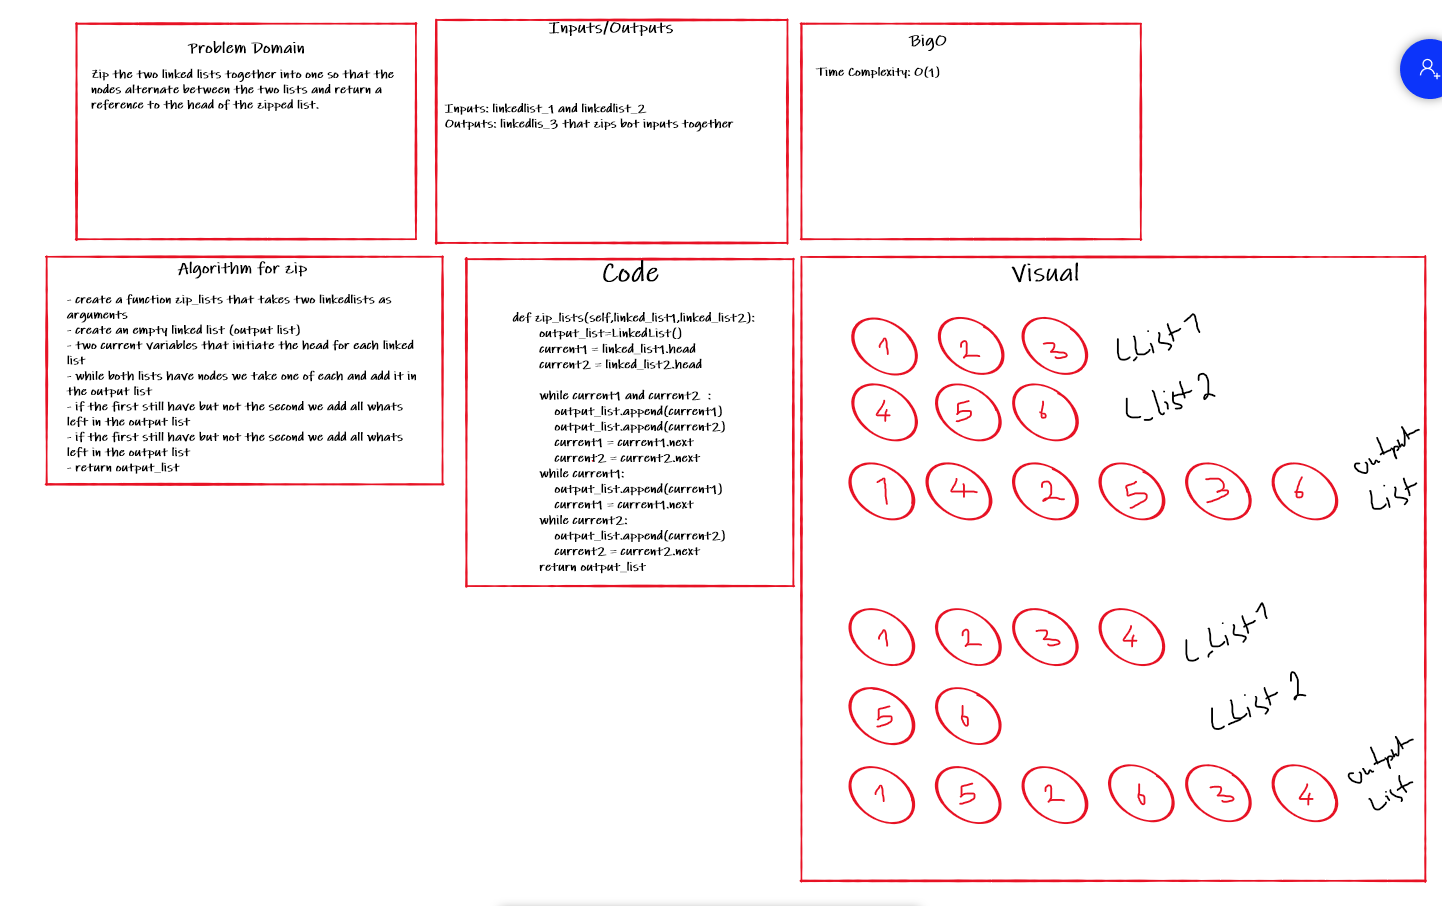 Problem Domain
Zip the two linked lists together into one so that the
nodes alternate between the two lists and return a
reference to the head of the zipped list.
Inputs/Outputs
Inputs: linkedlist_1 and linkedlist_2
Outputs: linkedlis_3 that zips bot inputs together
BigO
Time Complexity: O(1)
Algorithm for zip
- create a function zip_lists that takes two linkedlists as
arguments
- create an empty linked list (output list)
- two current variables that initiate the head for each linked
list
- while both lists have nodes we take one of each and add it in
the output list
- if the first still have but not the second we add all whats
left in the output list
- if the first still have but not the second we add all whats
left in the output list
- return output_list
Code
def zip_lists(self,linked_list1,linked_list2):
output_list=LinkedList()
current1 = linked_list1.head
current2 = linked_list2.head
while current1 and current2 :
output_list.append(current1)
output_list.append(current2)
current1 = current1.next
current2 = current2.next
while current1:
output_list.append(current1)
current1 = current1.next
while current2:
output_list.append(current2)
current2 = current2.next
return output_list
Visual
1 2 3 L_List 1
4 5 6 L_list 2
1 4 2 5 3 6 output
List
1 2 3 4 L_List 1
5 6 L_List 2
1 5 2 6 3 4 output
List